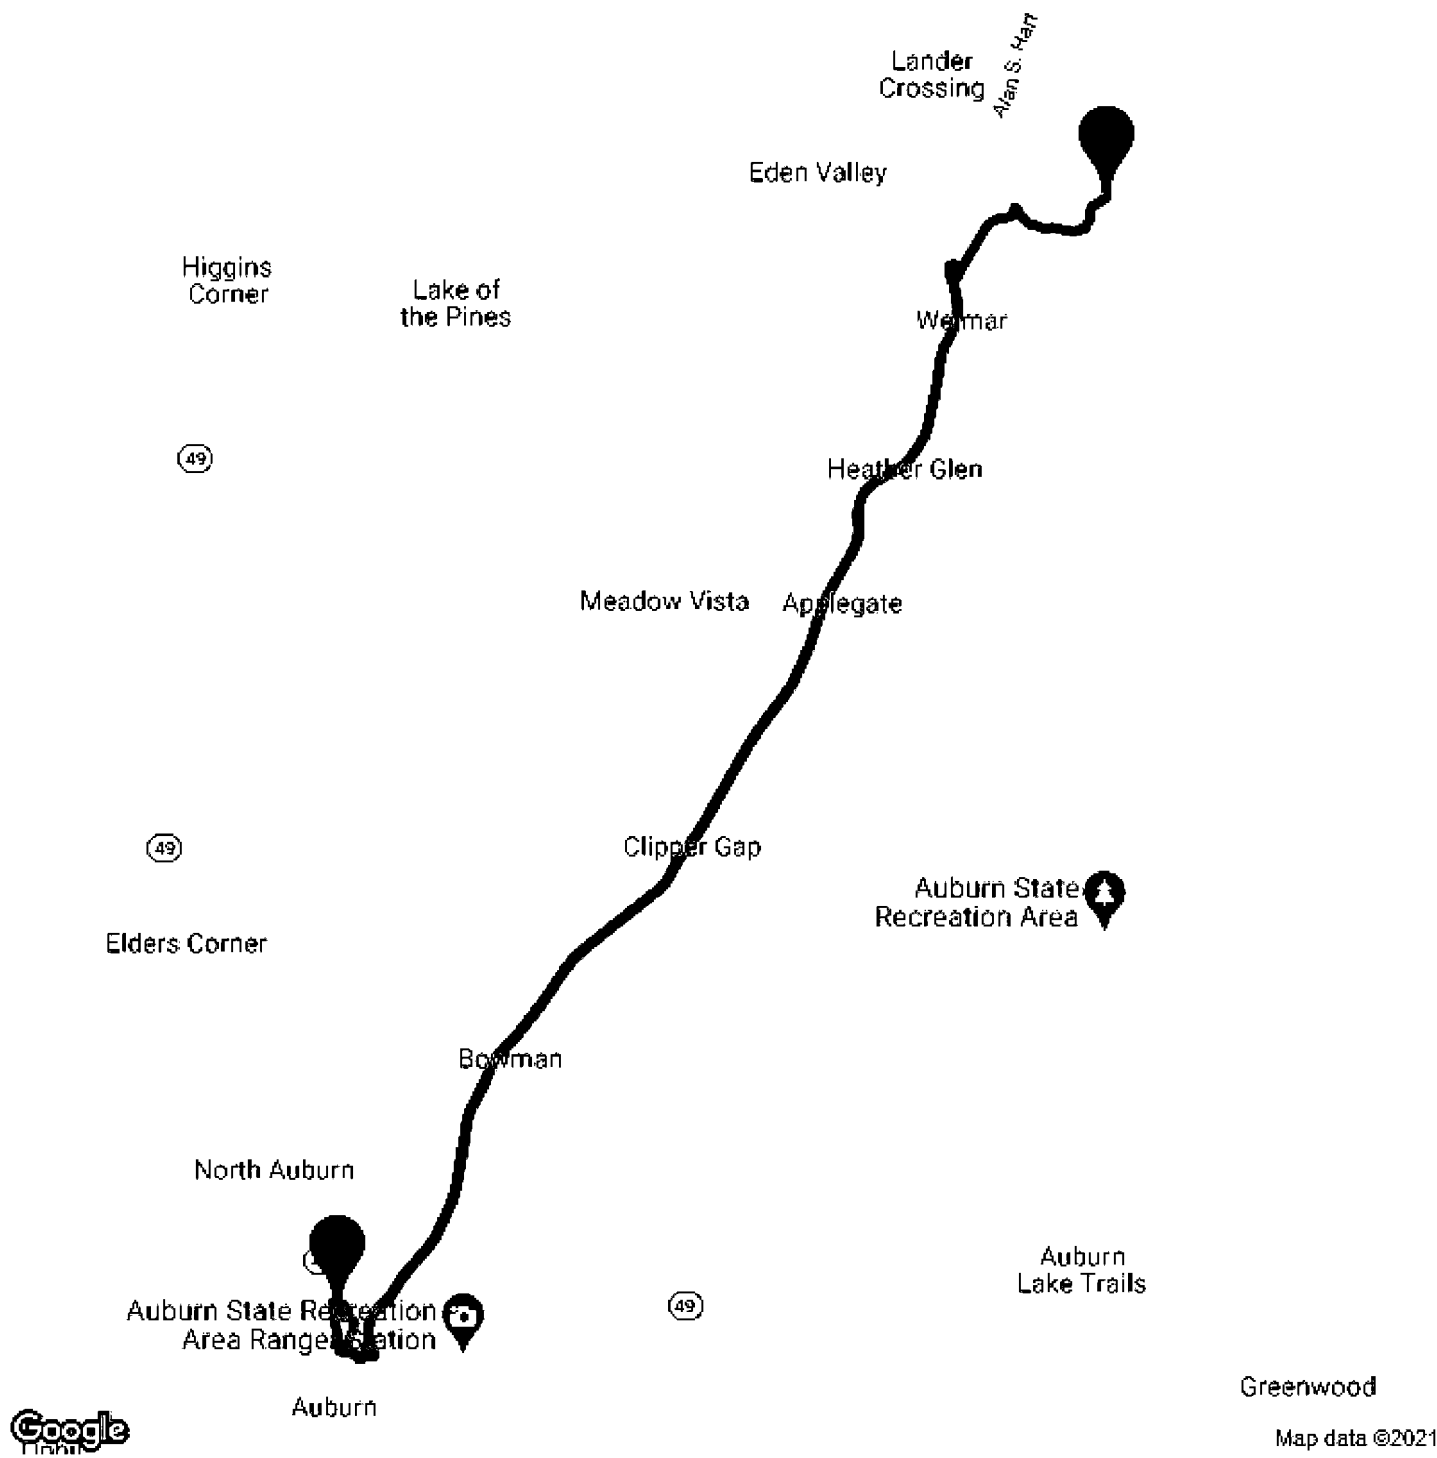 Lander
Crossing
Alan S. Hart
Eden Valley
Higgins
Corner
Lake of
the Pines
Weimar
49
Heather Glen
Meadow Vista
Applegate
Clipper Gap
49
Auburn State
Recreation Area
Elders Corner
Bowman
North Auburn
Auburn
Lake Trails
49
Auburn State Recreation
Area Ranger Station
Greenwood
Auburn
Google
Map data ©2021